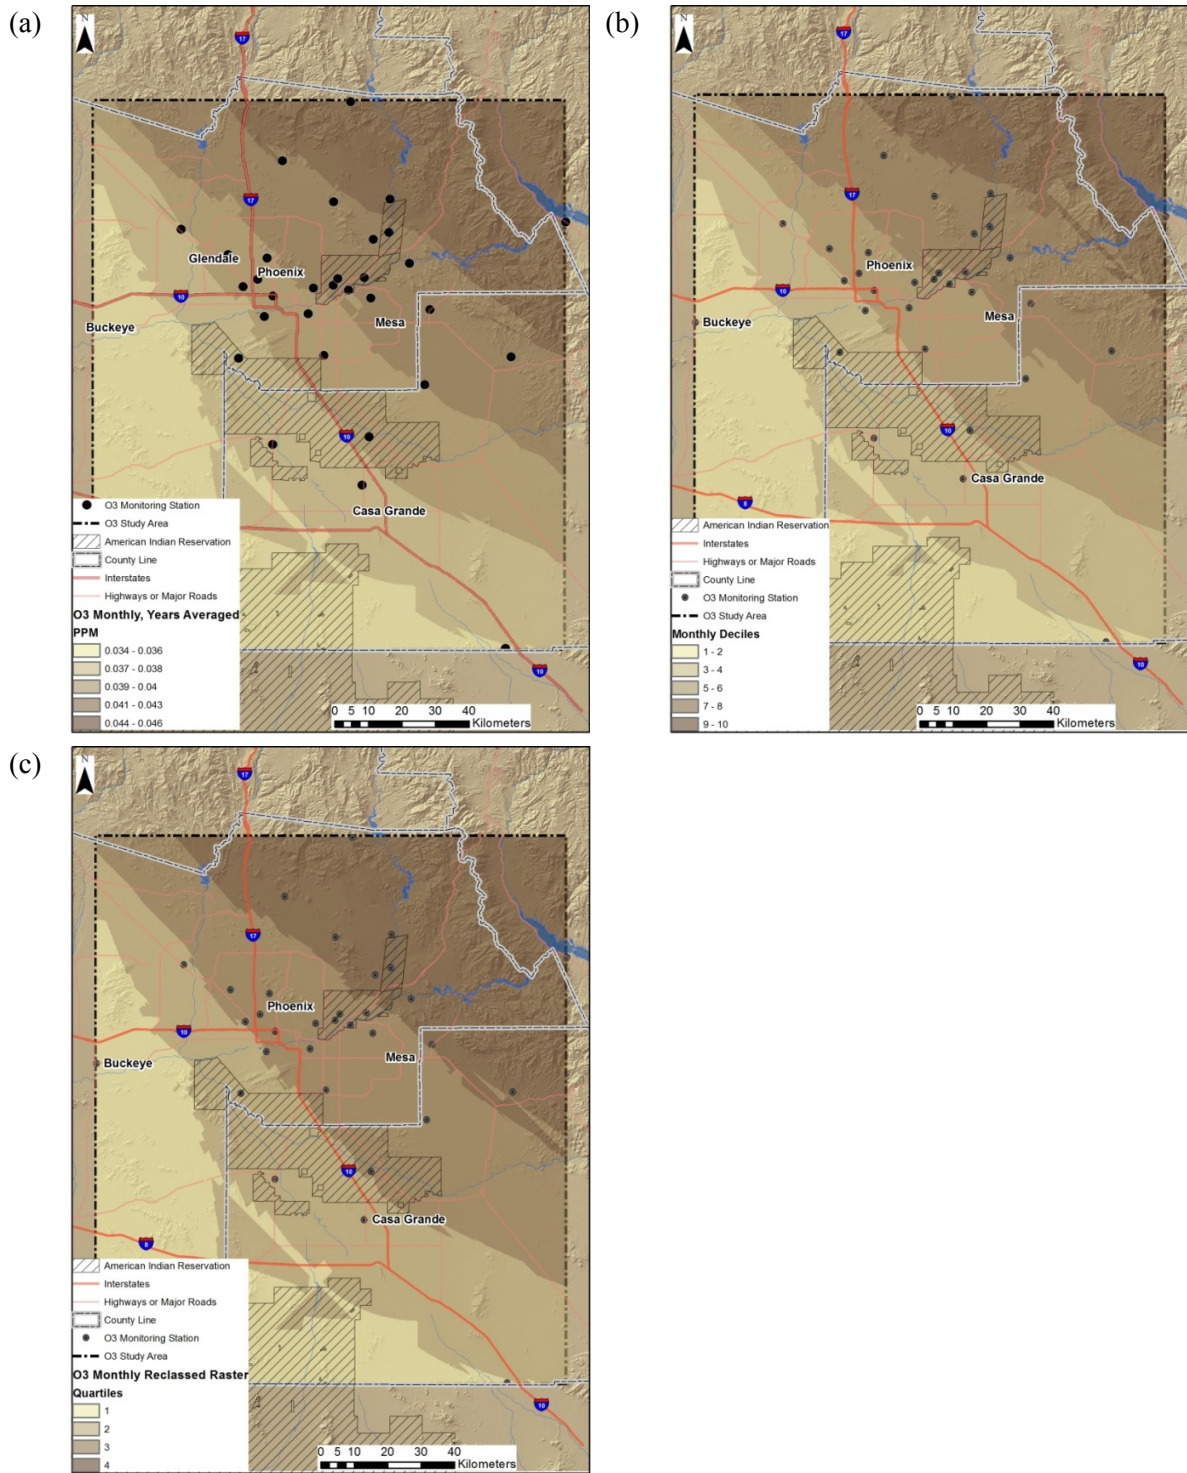 (a)
N
17
17
Glendale
Phoenix
10
Mesa
Buckeye
10
Casa Grande
O3 Monitoring Station
O3 Study Area
American Indian Reservation
County Line
Interstates
Highways or Major Roads
O3 Monthly, Years Averaged
PPM
0.034 - 0.036
0.037 - 0.038
0.039 - 0.04
0.041 - 0.043
0.044 - 0.046
10
0 5 10 20 30 40
Kilometers
(b)
N
17
17
Phoenix
10
Mesa
Buckeye
10
Casa Grande
8
American Indian Reservation
Interstates
Highways or Major Roads
County Line
O3 Monitoring Station
O3 Study Area
Monthly Deciles
1 - 2
3 - 4
5 - 6
7 - 8
9 - 10
10
0 5 10 20 30 40
Kilometers
(c)
N
17
17
Phoenix
10
Mesa
Buckeye
10
Casa Grande
8
American Indian Reservation
Interstates
Highways or Major Roads
County Line
O3 Monitoring Station
O3 Study Area
O3 Monthly Reclassed Raster
Quartiles
1
2
3
4
10
0 5 10 20 30 40
Kilometers